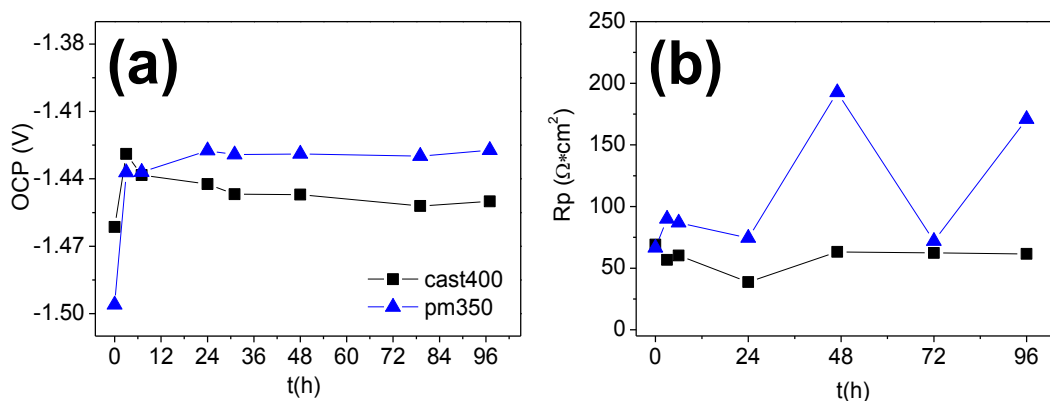 (a)
OCP (V)
-1.38
-1.41
-1.44
-1.47
-1.50
cast400
pm350
0 12 24 36 48 60 72 84 96
t(h)
(b)
Rp (Ω*cm²)
250
200
150
100
50
0
0 24 48 72 96
t(h)